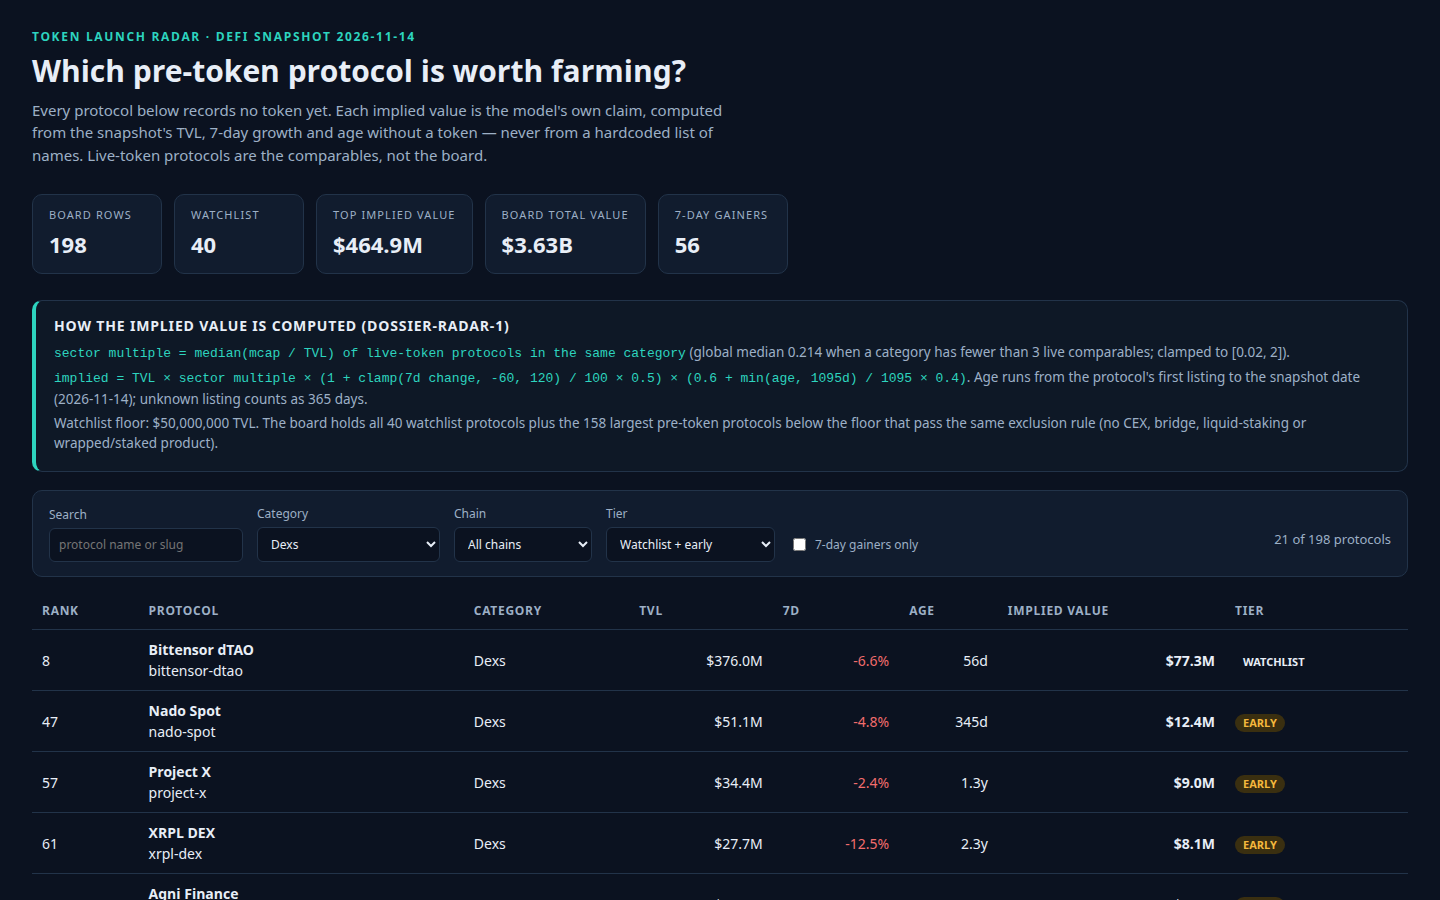 TOKEN LAUNCH RADAR · DEFI SNAPSHOT 2026-11-14
Which pre-token protocol is worth farming?
Every protocol below records no token yet. Each implied value is the model's own claim, computed
from the snapshot's TVL, 7-day growth and age without a token — never from a hardcoded list of
names. Live-token protocols are the comparables, not the board.
BOARD ROWS
198
WATCHLIST
40
TOP IMPLIED VALUE
$464.9M
BOARD TOTAL VALUE
$3.63B
7-DAY GAINERS
56
HOW THE IMPLIED VALUE IS COMPUTED (DOSSIER-RADAR-1)
sector multiple = median(mcap / TVL) of live-token protocols in the same category (global median 0.214 when a category has fewer than 3 live comparables; clamped to [0.02, 2]).
implied = TVL × sector multiple × (1 + clamp(7d change, -60, 120) / 100 × 0.5) × (0.6 + min(age, 1095d) / 1095 × 0.4). Age runs from the protocol's first listing to the snapshot date
(2026-11-14); unknown listing counts as 365 days.
Watchlist floor: $50,000,000 TVL. The board holds all 40 watchlist protocols plus the 158 largest pre-token protocols below the floor that pass the same exclusion rule (no CEX, bridge, liquid-staking or
wrapped/staked product).
Search
protocol name or slug
Category
Dexs
Chain
All chains
Tier
Watchlist + early
7-day gainers only
21 of 198 protocols
RANK PROTOCOL CATEGORY TVL 7D AGE IMPLIED VALUE TIER
8 Bittensor dTAO Dexs $376.0M -6.6% 56d $77.3M WATCHLIST
bittensor-dtao
47 Nado Spot Dexs $51.1M -4.8% 345d $12.4M EARLY
nado-spot
57 Project X Dexs $34.4M -2.4% 1.3y $9.0M EARLY
project-x
61 XRPL DEX Dexs $27.7M -12.5% 2.3y $8.1M EARLY
xrpl-dex
Agni Finance